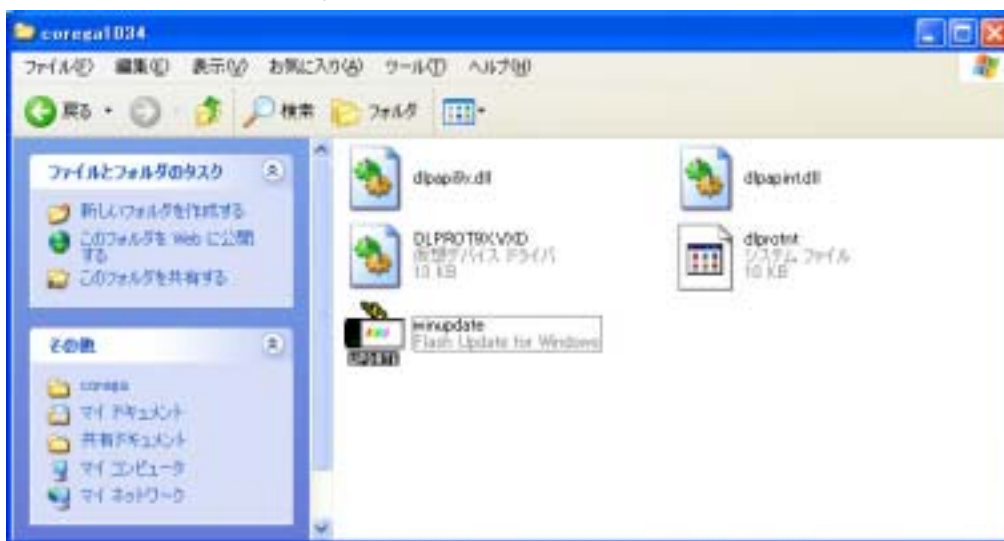 corega1034
ファイル(F) 編集(E) 表示(V) お気に入り(A) ツール(T) ヘルプ(H)
戻る 検索 フォルダ
ファイルとフォルダのタスク
新しいフォルダを作成する
このフォルダを Web に公開
する
このフォルダを共有する
その他
corega
マイ ドキュメント
共有ドキュメント
マイ コンピュータ
マイ ネットワーク
dlpapi9x.dll
dlpapint.dll
DLPROT9X.VXD
仮想デバイス ドライバ
13 KB
dlprotnt
システム ファイル
10 KB
winupdate
Flash Update for Windows
UPDATE